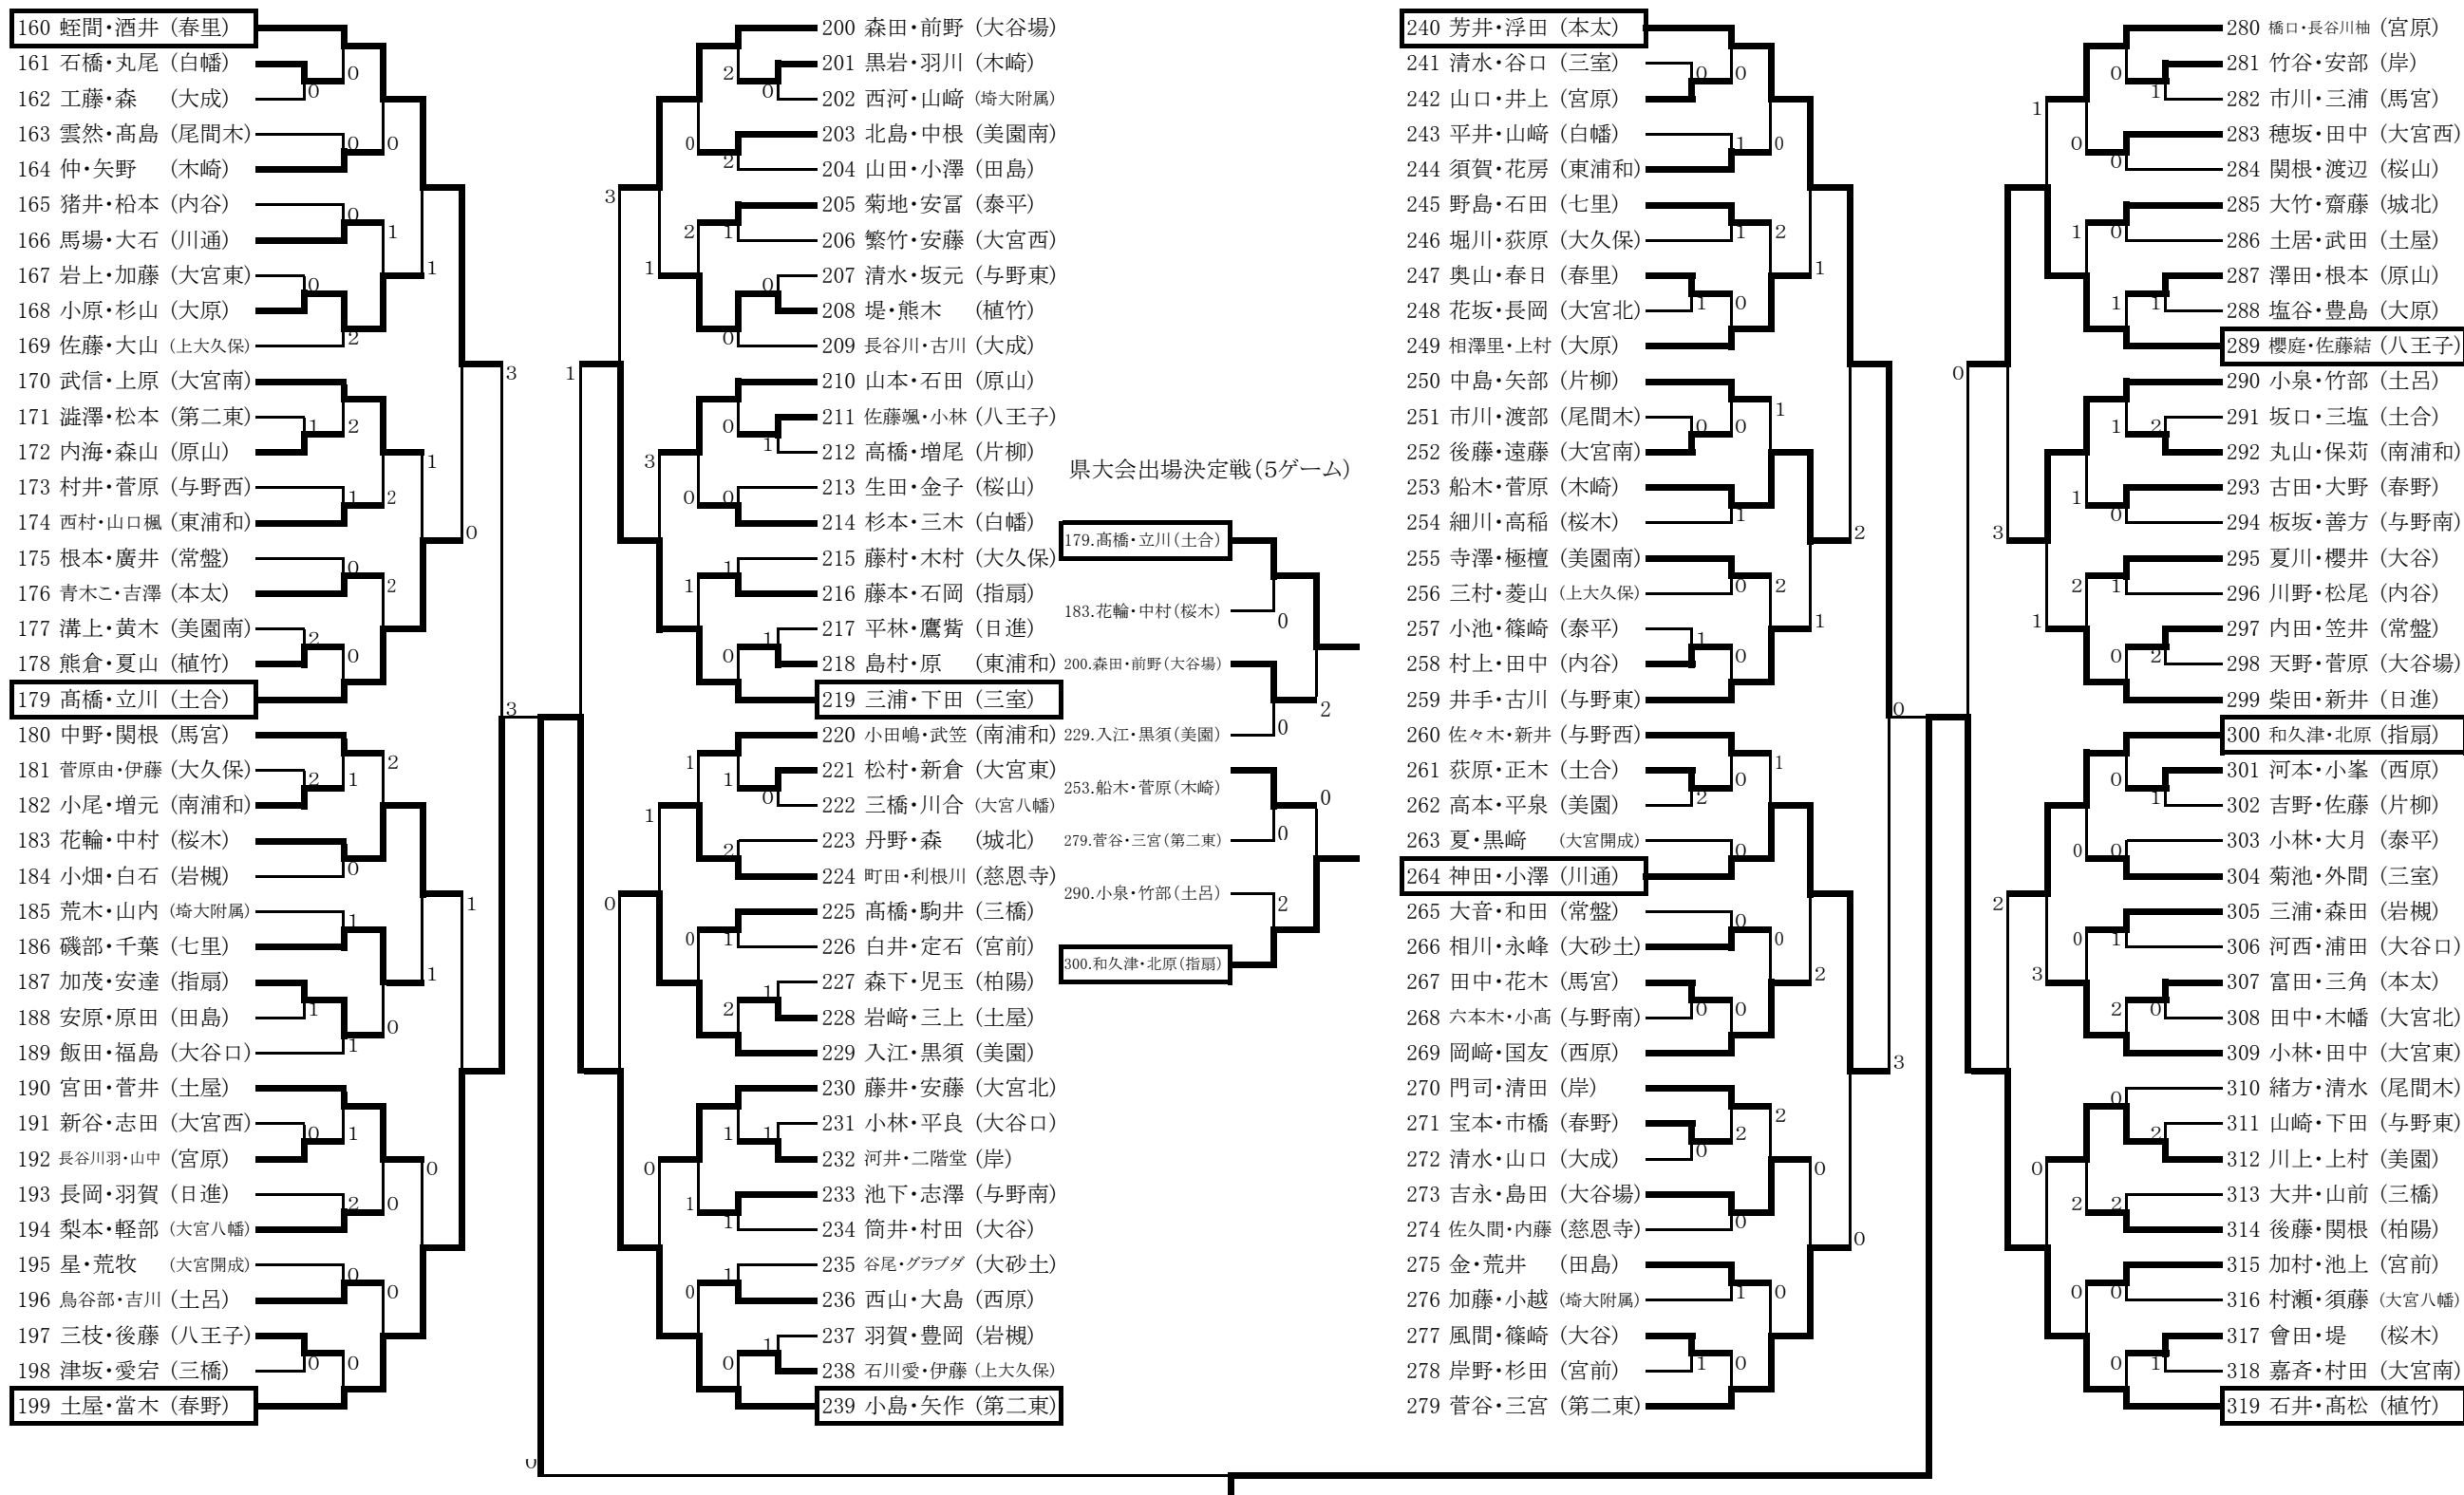 160 蛭間・酒井 (春里)
161 石橋・丸尾 (白幡)
162 工藤・森 (大成)
163 雲然・髙島 (尾間木)
164 仲・矢野 (木崎)
165 猪井・柗本 (内谷)
166 馬場・大石 (川通)
167 岩上・加藤 (大宮東)
168 小原・杉山 (大原)
169 佐藤・大山 (上大久保)
170 武信・上原 (大宮南)
171 澁澤・松本 (第二東)
172 内海・森山 (原山)
173 村井・菅原 (与野西)
174 西村・山口楓 (東浦和)
175 根本・廣井 (常盤)
176 青木こ・吉澤 (本太)
177 溝上・黃木 (美園南)
178 熊倉・夏山 (植竹)
179 髙橋・立川 (土合)
180 中野・関根 (馬宮)
181 菅原由・伊藤 (大久保)
182 小尾・増元 (南浦和)
183 花輪・中村 (桜木)
184 小畑・白石 (岩槻)
185 荒木・山内 (埼大附属)
186 磯部・千葉 (七里)
187 加茂・安達 (指扇)
188 安原・原田 (田島)
189 飯田・福島 (大谷口)
190 宮田・菅井 (土屋)
191 新谷・志田 (大宮西)
192 長谷川羽・山中 (宮原)
193 長岡・羽賀 (日進)
194 梨本・軽部 (大宮八幡)
195 星・荒牧 (大宮開成)
196 鳥谷部・吉川 (土呂)
197 三枝・後藤 (八王子)
198 津坂・愛宕 (三橋)
199 土屋・當木 (春野)
200 森田・前野 (大谷場)
201 黒岩・羽川 (木崎)
202 西河・山﨑 (埼大附属)
203 北島・中根 (美園南)
204 山田・小澤 (田島)
205 菊地・安冨 (泰平)
206 繁竹・安藤 (大宮西)
207 清水・坂元 (与野東)
208 堤・熊木 (植竹)
209 長谷川・古川 (大成)
210 山本・石田 (原山)
211 佐藤颯・小林 (八王子)
212 高橋・増尾 (片柳)
213 生田・金子 (桜山)
214 杉本・三木 (白幡)
215 藤村・木村 (大久保)
216 藤本・石岡 (指扇)
217 平林・鷹觜 (日進)
218 島村・原 (東浦和)
219 三浦・下田 (三室)
220 小田嶋・武笠 (南浦和)
221 松村・新倉 (大宮東)
222 三橋・川合 (大宮八幡)
223 丹野・森 (城北)
224 町田・利根川 (慈恩寺)
225 髙橋・駒井 (三橋)
226 白井・定石 (宮前)
227 森下・児玉 (柏陽)
228 岩﨑・三上 (土屋)
229 入江・黒須 (美園)
230 藤井・安藤 (大宮北)
231 小林・平良 (大谷口)
232 河井・二階堂 (岸)
233 池下・志澤 (与野南)
234 筒井・村田 (大谷)
235 谷尾・グラブダ (大砂土)
236 西山・大島 (西原)
237 羽賀・豊岡 (岩槻)
238 石川愛・伊藤 (上大久保)
239 小島・矢作 (第二東)
県大会出場決定戦(5ゲーム)
179.髙橋・立川(土合)
183.花輪・中村(桜木)
0
200.森田・前野(大谷場)
2
229.入江・黒須(美園)
0
253.船木・菅原(木崎)
0
279.菅谷・三宮(第二東)
0
290.小泉・竹部(土呂)
2
300.和久津・北原(指扇)
240 芳井・浮田 (本太)
241 清水・谷口 (三室)
242 山口・井上 (宮原)
243 平井・山﨑 (白幡)
244 須賀・花房 (東浦和)
245 野島・石田 (七里)
246 堀川・荻原 (大久保)
247 奥山・春日 (春里)
248 花坂・長岡 (大宮北)
249 相澤里・上村 (大原)
250 中島・矢部 (片柳)
251 市川・渡部 (尾間木)
252 後藤・遠藤 (大宮南)
253 船木・菅原 (木崎)
254 細川・高稲 (桜木)
255 寺澤・極檀 (美園南)
256 三村・菱山 (上大久保)
257 小池・篠崎 (泰平)
258 村上・田中 (内谷)
259 井手・古川 (与野東)
260 佐々木・新井 (与野西)
261 荻原・正木 (土合)
262 高本・平泉 (美園)
263 夏・黒﨑 (大宮開成)
264 神田・小澤 (川通)
265 大音・和田 (常盤)
266 相川・永峰 (大砂土)
267 田中・花木 (馬宮)
268 六本木・小髙 (与野南)
269 岡﨑・国友 (西原)
270 門司・清田 (岸)
271 宝本・市橋 (春野)
272 清水・山口 (大成)
273 吉永・島田 (大谷場)
274 佐久間・内藤 (慈恩寺)
275 金・荒井 (田島)
276 加藤・小越 (埼大附属)
277 風間・篠崎 (大谷)
278 岸野・杉田 (宮前)
279 菅谷・三宮 (第二東)
280 橋口・長谷川柚 (宮原)
281 竹谷・安部 (岸)
282 市川・三浦 (馬宮)
283 穂坂・田中 (大宮西)
284 関根・渡辺 (桜山)
285 大竹・齋藤 (城北)
286 土居・武田 (土屋)
287 澤田・根本 (原山)
288 塩谷・豊島 (大原)
289 櫻庭・佐藤結 (八王子)
290 小泉・竹部 (土呂)
291 坂口・三塩 (土合)
292 丸山・保苅 (南浦和)
293 古田・大野 (春野)
294 板坂・善方 (与野南)
295 夏川・櫻井 (大谷)
296 川野・松尾 (内谷)
297 内田・笠井 (常盤)
298 天野・菅原 (大谷場)
299 柴田・新井 (日進)
300 和久津・北原 (指扇)
301 河本・小峯 (西原)
302 吉野・佐藤 (片柳)
303 小林・大月 (泰平)
304 菊池・外間 (三室)
305 三浦・森田 (岩槻)
306 河西・浦田 (大谷口)
307 富田・三角 (本太)
308 田中・木幡 (大宮北)
309 小林・田中 (大宮東)
310 緒方・清水 (尾間木)
311 山崎・下田 (与野東)
312 川上・上村 (美園)
313 大井・山前 (三橋)
314 後藤・関根 (柏陽)
315 加村・池上 (宮前)
316 村瀬・須藤 (大宮八幡)
317 會田・堤 (桜木)
318 嘉斉・村田 (大宮南)
319 石井・髙松 (植竹)